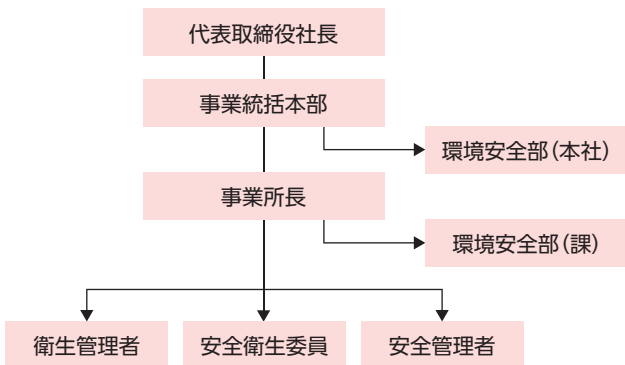 代表取締役社長
事業統括本部
環境安全部(本社)
事業所長
環境安全部(課)
衛生管理者
安全衛生委員
安全管理者